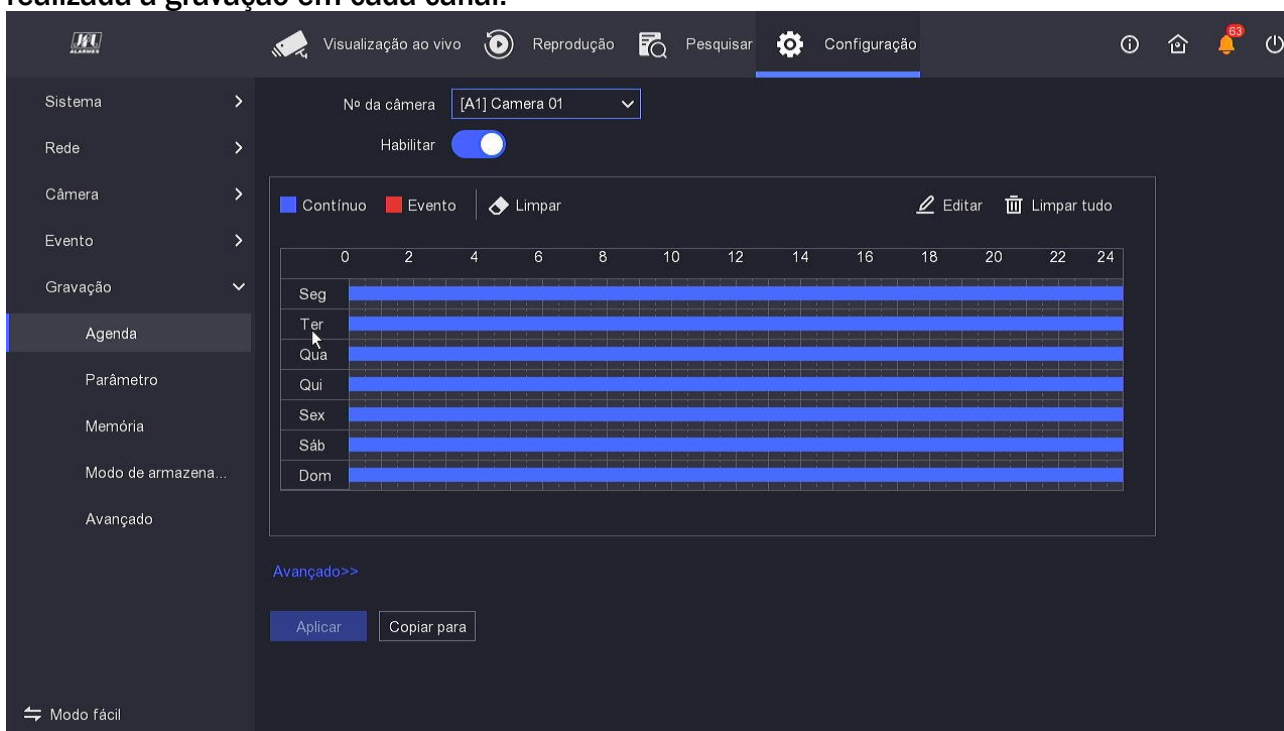 realizada a gravação em cada canal.
JFL
ALARMES
Visualização ao vivo
Reprodução
Pesquisar
Configuração
63
Sistema
Nº da câmera
[A1] Camera 01
Rede
Habilitar
Câmera
Contínuo
Evento
Limpar
Editar
Limpar tudo
Evento
0 2 4 6 8 10 12 14 16 18 20 22 24
Gravação
Seg
Agenda
Ter
Qua
Parâmetro
Qui
Sex
Memória
Sáb
Modo de armazena...
Dom
Avançado
Avançado>>
Aplicar
Copiar para
Modo fácil